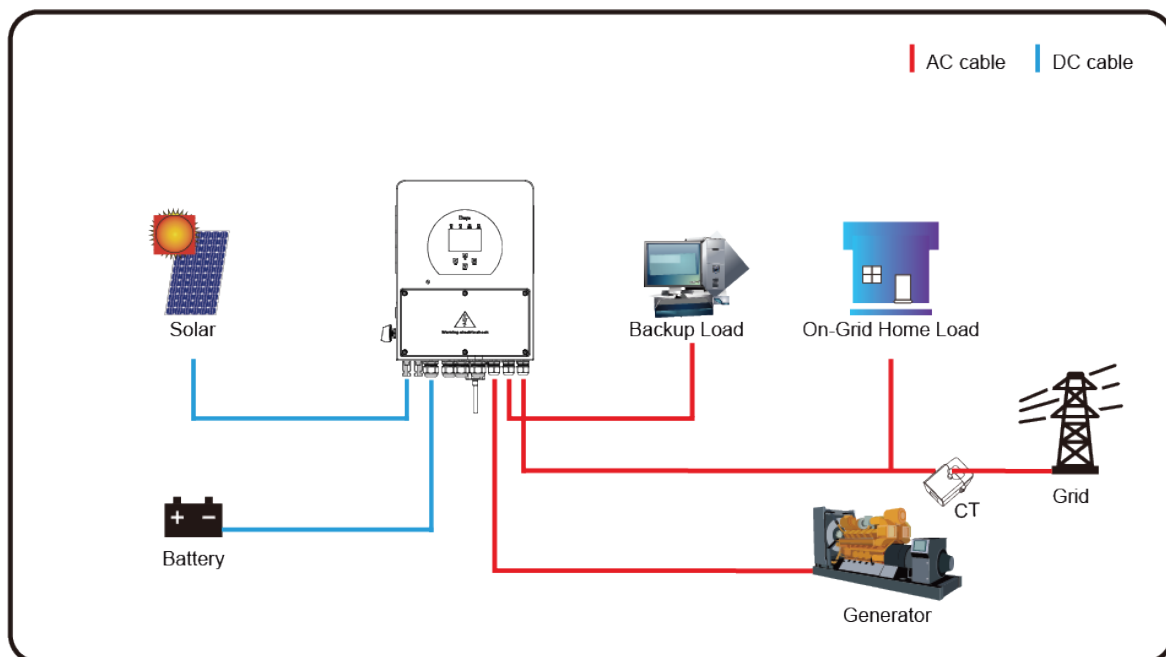 AC cable
DC cable
Solar
Backup Load
On-Grid Home Load
+ −
Battery
CT
Grid
Generator